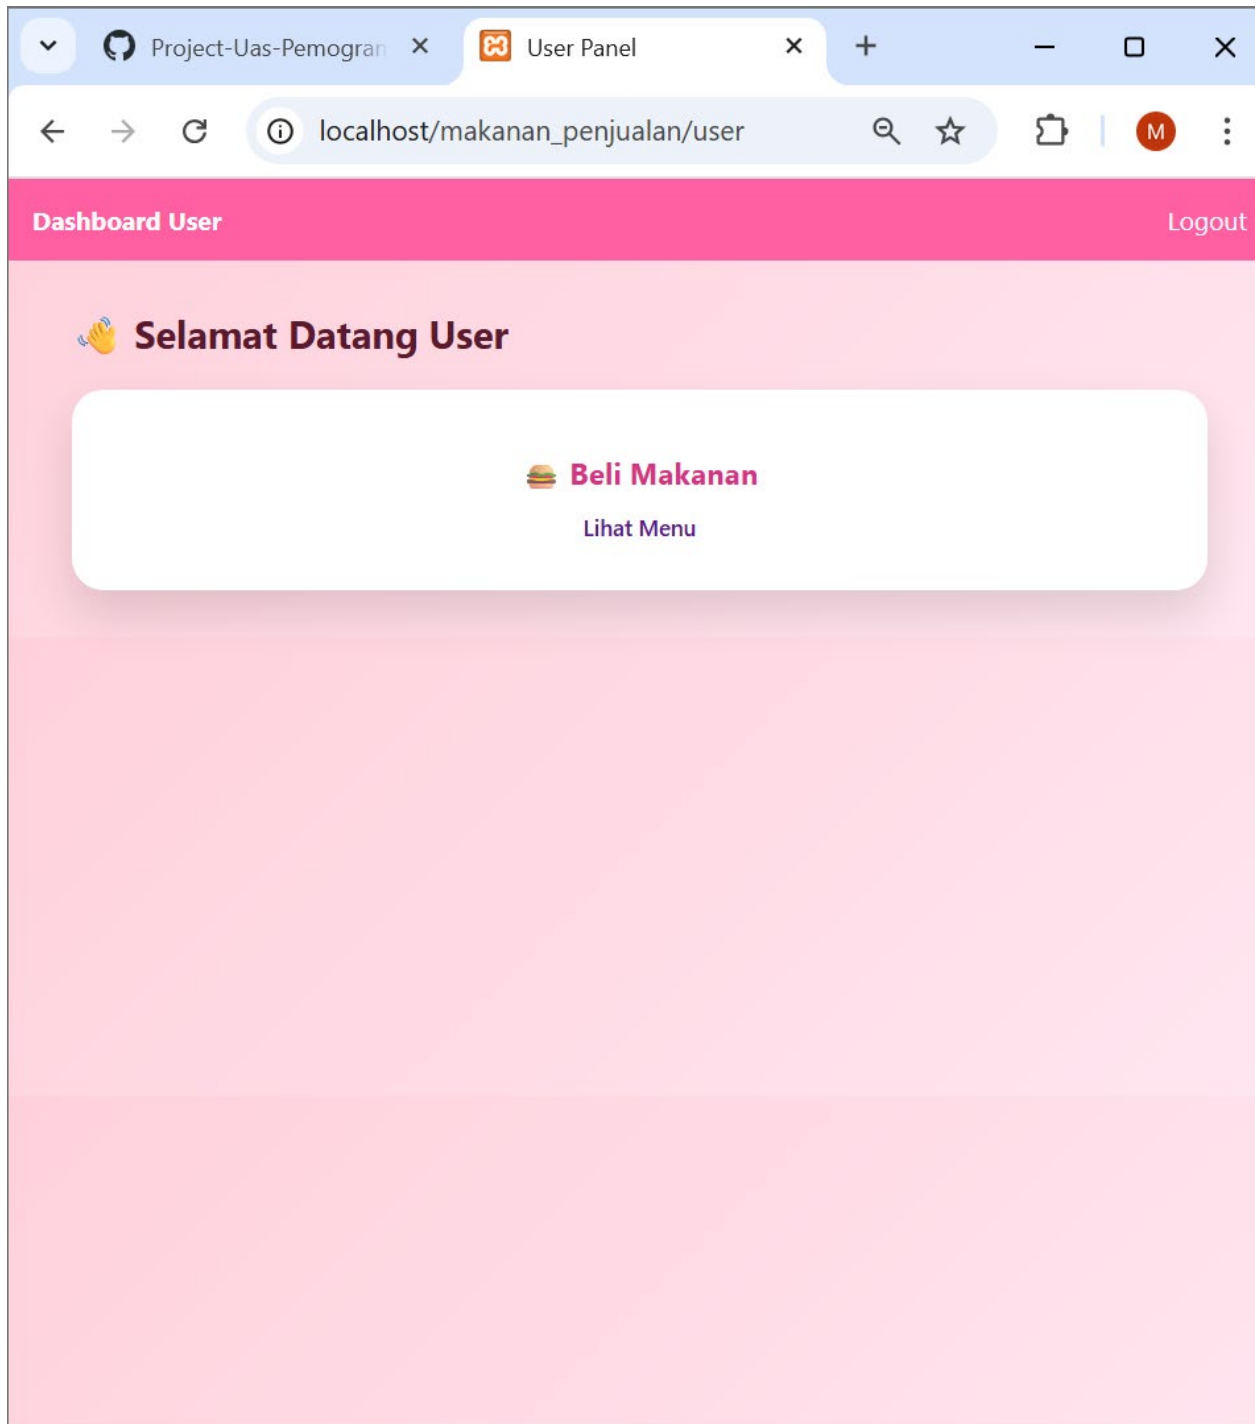 Project-Uas-Pemogran
User Panel
localhost/makanan_penjualan/user
M
Dashboard User
Logout
👋 Selamat Datang User
🍔 Beli Makanan
Lihat Menu